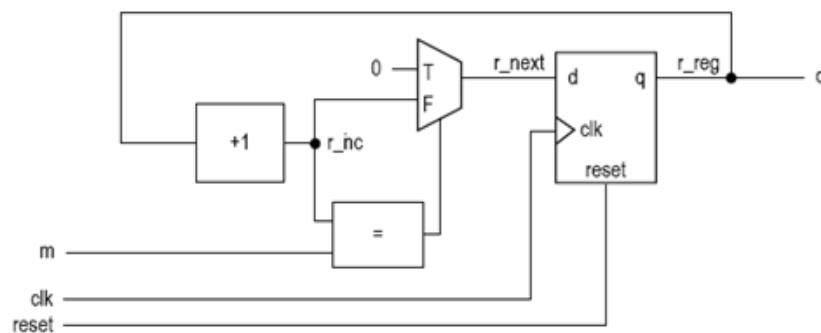 0
T
F
r_next
d
q
r_reg
clk
reset
+1
r_inc
=
m
clk
reset